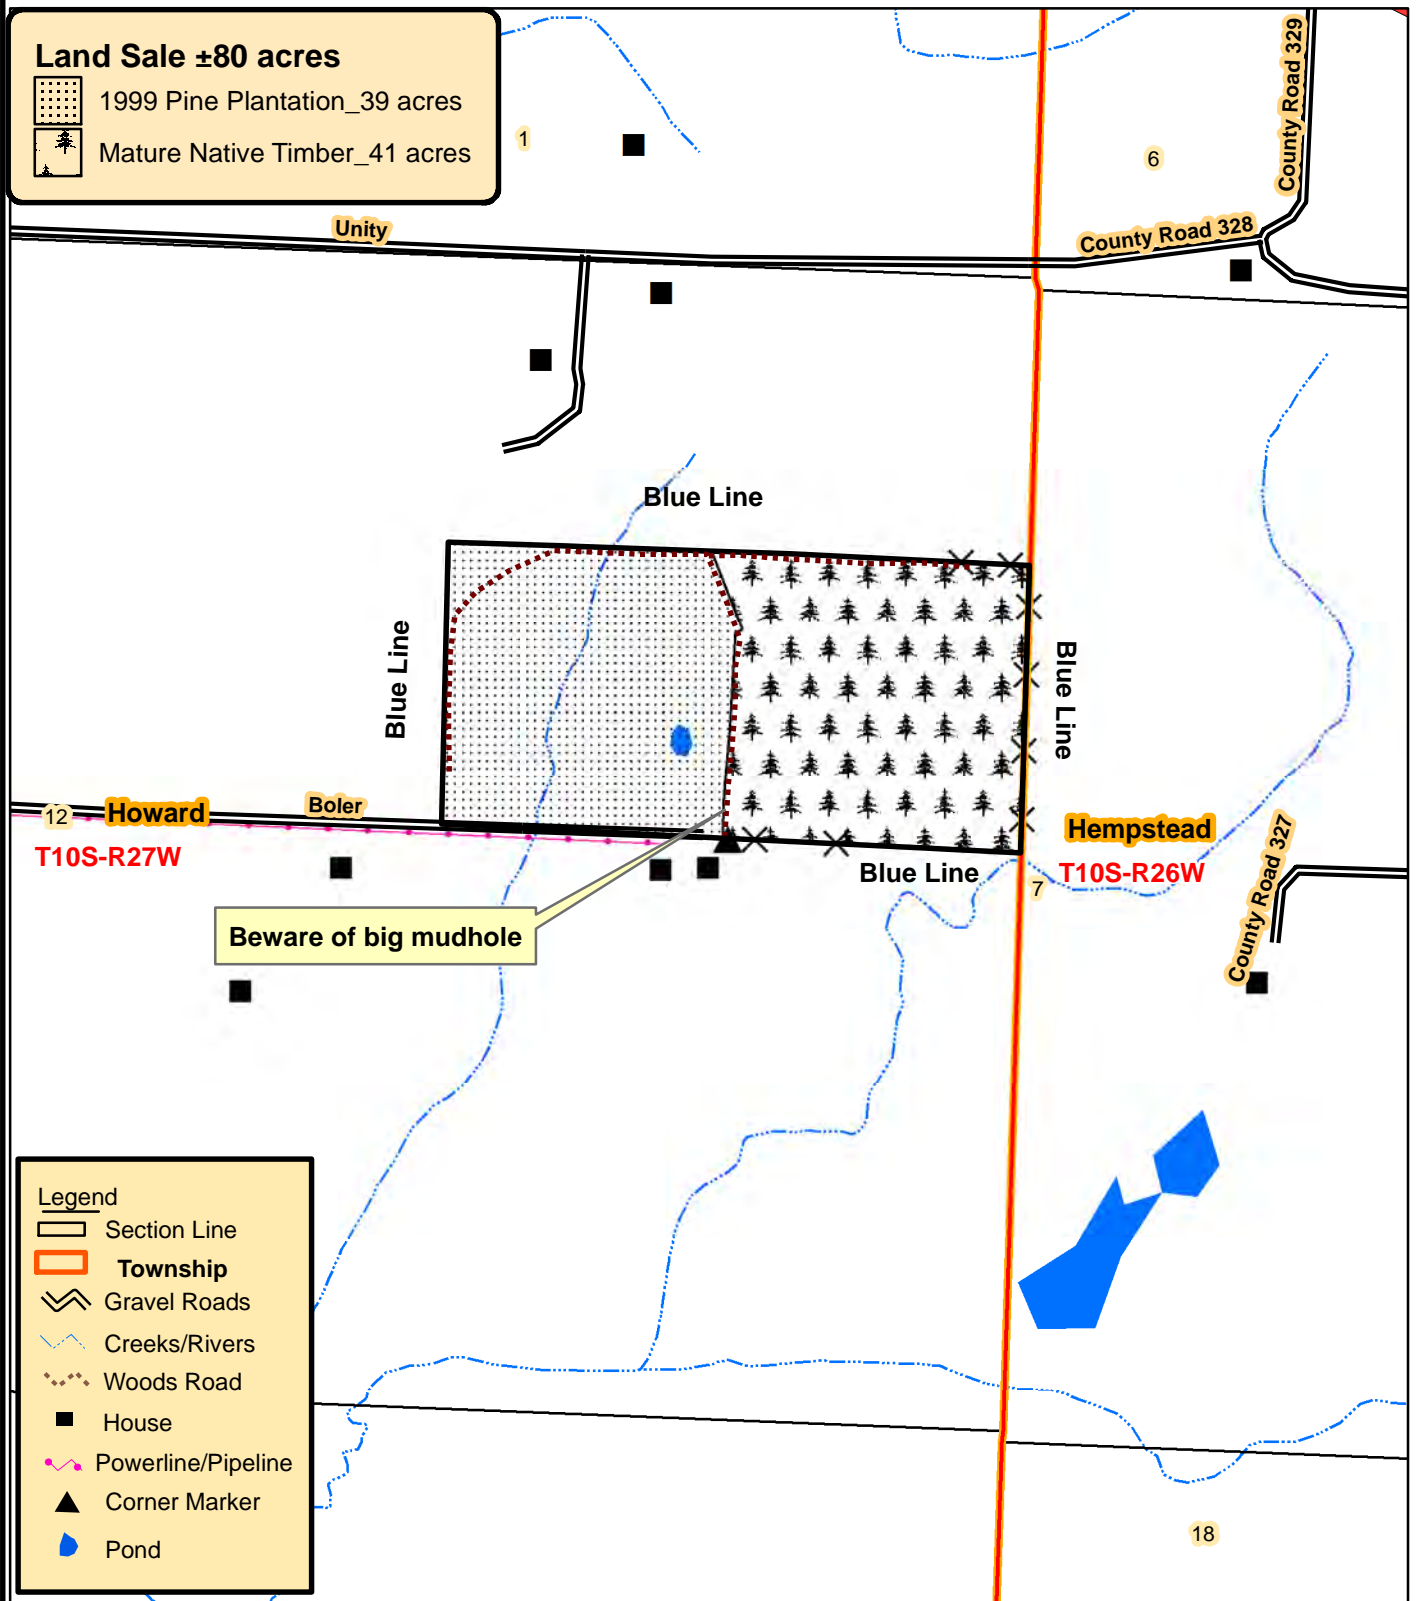 Land Sale ±80 acres
1999 Pine Plantation_39 acres
Mature Native Timber_41 acres
1
6
County Road 329
Unity
County Road 328
Blue Line
Blue Line
Blue Line
12
Howard
Boler
T10S-R27W
Hempstead
T10S-R26W
Blue Line
7
County Road 327
Beware of big mudhole
Legend
Section Line
Township
Gravel Roads
Creeks/Rivers
Woods Road
House
Powerline/Pipeline
Corner Marker
Pond
18